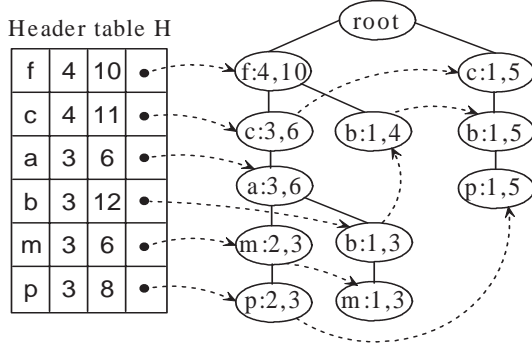 Header table H
root
f 4 10
f:4,10
c:1,5
c 4 11
c:3,6
b:1,4
b:1,5
a 3 6
a:3,6
p:1,5
b 3 12
m 3 6
m:2,3
b:1,3
p 3 8
p:2,3
m:1,3